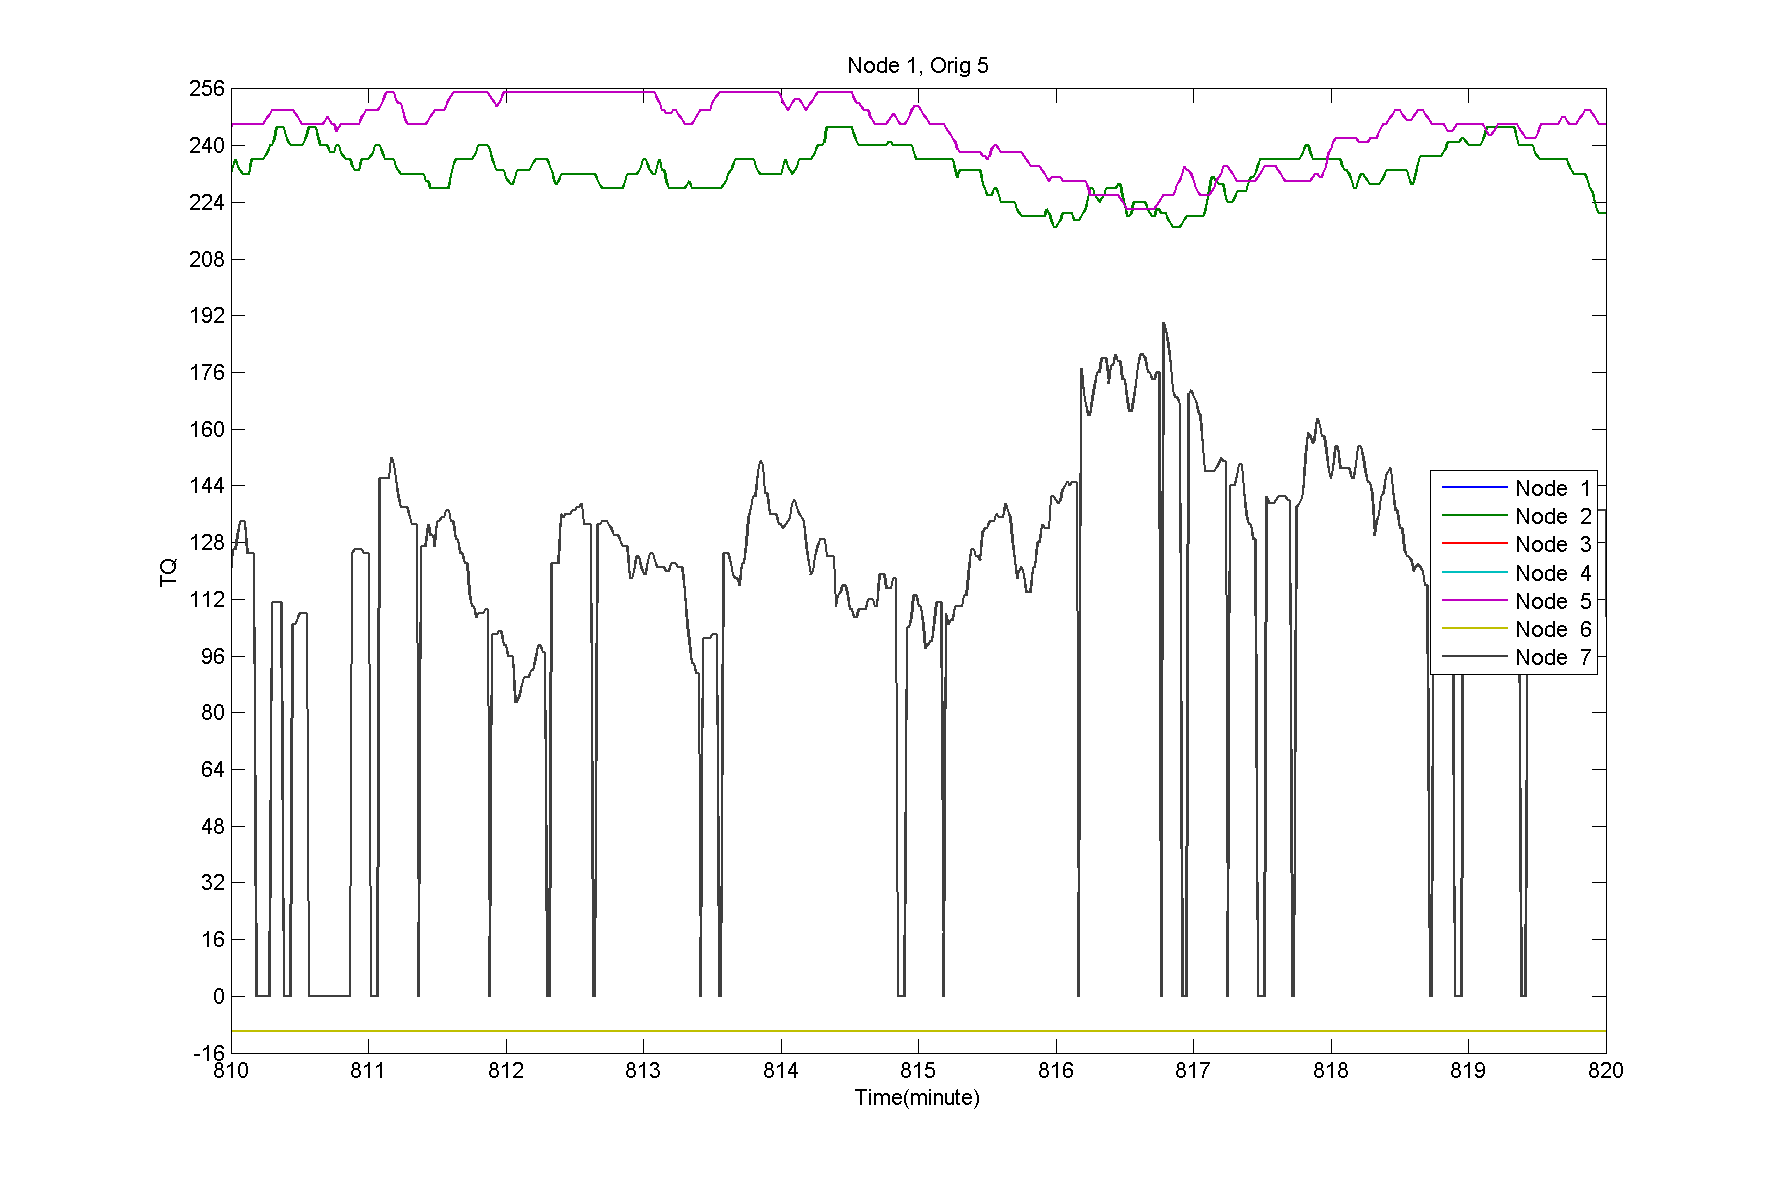 Node 1, Orig 5
256
240
224
208
192
176
160
144
128
112
96
80
64
48
32
16
0
-16
TQ
Node 1
Node 2
Node 3
Node 4
Node 5
Node 6
Node 7
810 811 812 813 814 815 816 817 818 819 820
Time(minute)